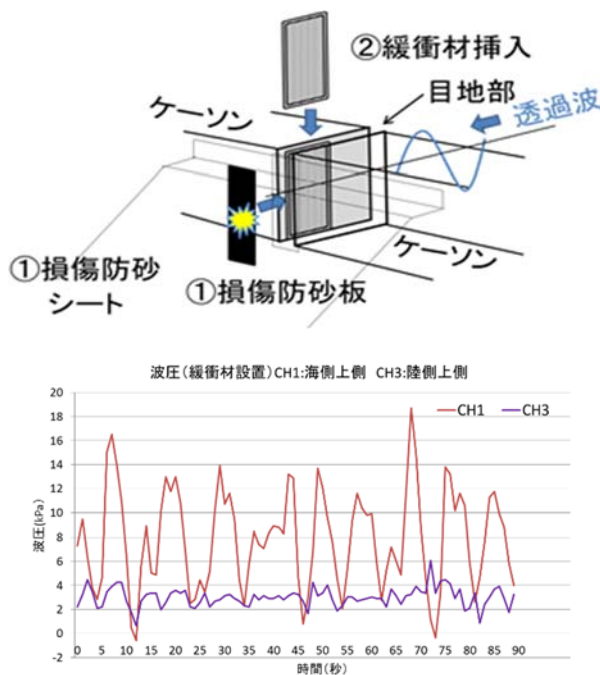 ②緩衝材挿入
目地部
ケーソン
透過波
①損傷防砂
シート
①損傷防砂板
ケーソン
波圧(緩衝材設置)CH1:海側上側 CH3:陸側上側
CH1 CH3
波圧(kPa)
20
18
16
14
12
10
8
6
4
2
0
-2
0 5 10 15 20 25 30 35 40 45 50 55 60 65 70 75 80 85 90
時間(秒)